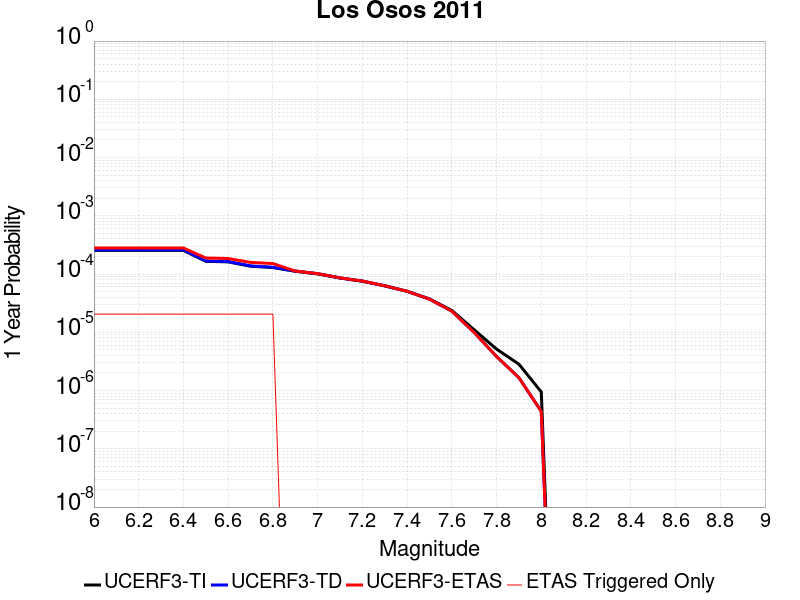 Los Osos 2011
10 0
10 -1
10 -2
10 -3
10 -4
10 -5
10 -6
10 -7
10 -8
1 Year Probability
6 6.2 6.4 6.6 6.8 7 7.2 7.4 7.6 7.8 8 8.2 8.4 8.6 8.8 9
Magnitude
UCERF3-TI UCERF3-TD UCERF3-ETAS ETAS Triggered Only